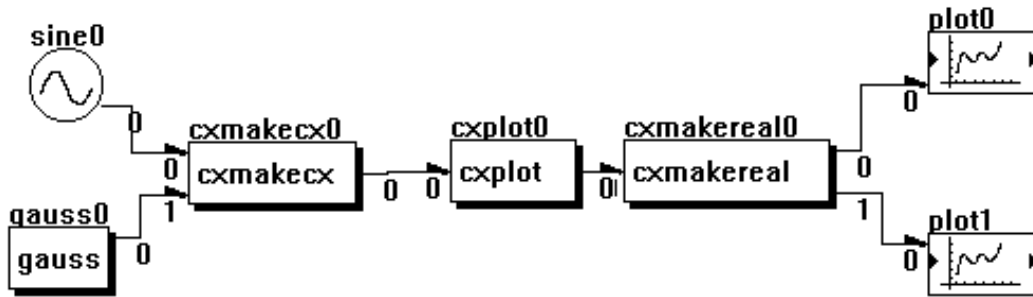 sine0
0
gauss0
gauss
0
cxmakecx0
0
cxmakecx
1
0
cxplot0
0
cxplot
cxmakereal0
0
cxmakereal
0
1
plot0
0
plot1
0